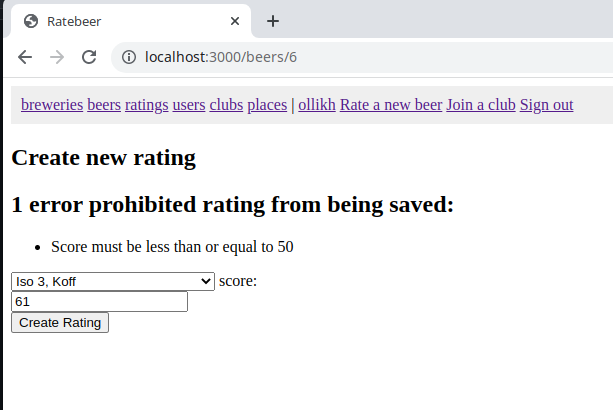 Ratebeer
localhost:3000/beers/6
breweries beers ratings users clubs places | ollikh Rate a new beer Join a club Sign out
Create new rating
1 error prohibited rating from being saved:
Score must be less than or equal to 50
Iso 3, Koff score:
61
Create Rating